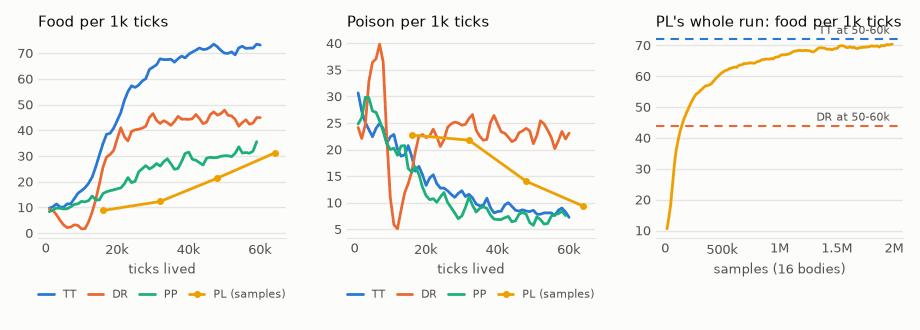 Food per 1k ticks
70
60
50
40
30
20
10
0
0
20k
40k
60k
ticks lived
TT
DR
PP
PL (samples)
Poison per 1k ticks
40
35
30
25
20
15
10
5
0
20k
40k
60k
ticks lived
TT
DR
PP
PL (samples)
PL's whole run: food per 1k ticks
TT at 50-60k
DR at 50-60k
70
60
50
40
30
20
10
0
500k
1M
1.5M
2M
samples (16 bodies)